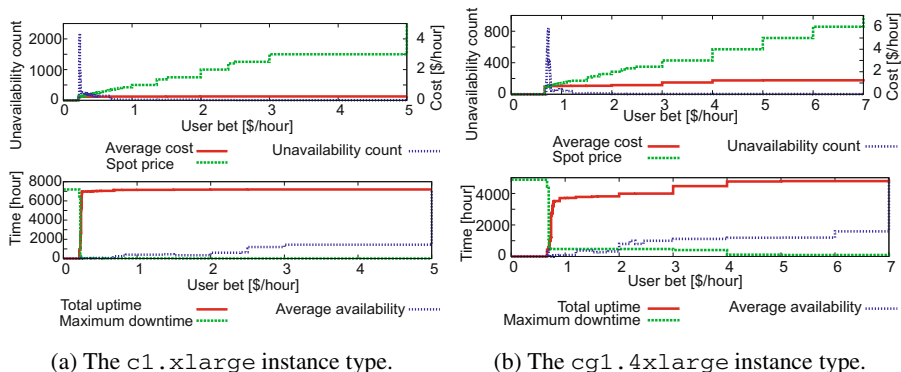 Unavailability count
2000
1000
0
0 1 2 3 4 5
4
3
2
1
0
Cost [$/hour]
User bet [$/hour]
Average cost
Spot price
Unavailability count
Time [hour]
8000
6000
4000
2000
0
0 1 2 3 4 5
User bet [$/hour]
Total uptime
Maximum downtime
Average availability
(a) The c1.xlarge instance type.
Unavailability count
800
400
0
0 1 2 3 4 5 6 7
6
4
2
0
Cost [$/hour]
User bet [$/hour]
Average cost
Spot price
Unavailability count
Time [hour]
4000
2000
0
0 1 2 3 4 5 6 7
User bet [$/hour]
Total uptime
Maximum downtime
Average availability
(b) The cg1.4xlarge instance type.